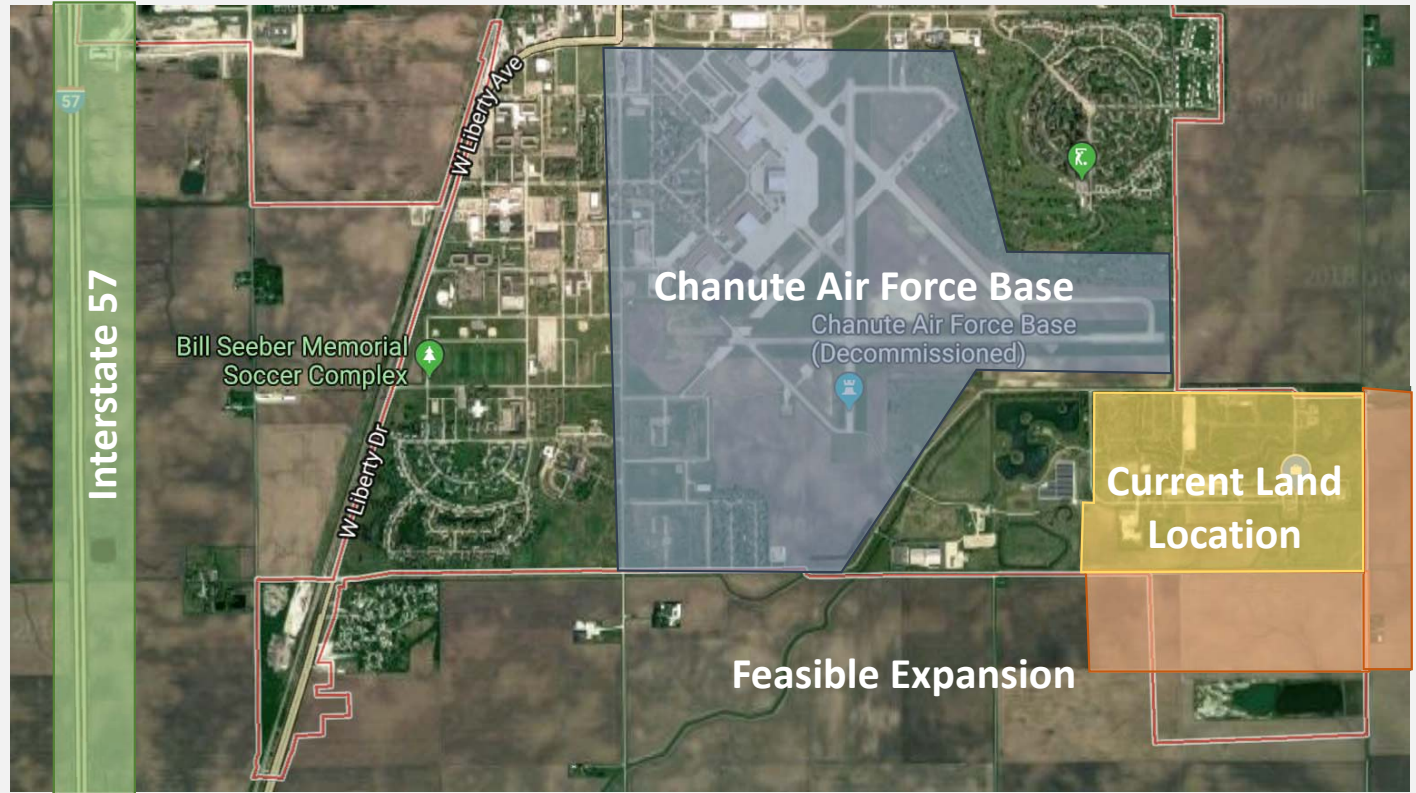 57
W Liberty Ave
Interstate 57
Chanute Air Force Base
Chanute Air Force Base
(Decommissioned)
Bill Seeber Memorial
Soccer Complex
W Liberty Dr
Current Land
Location
Feasible Expansion